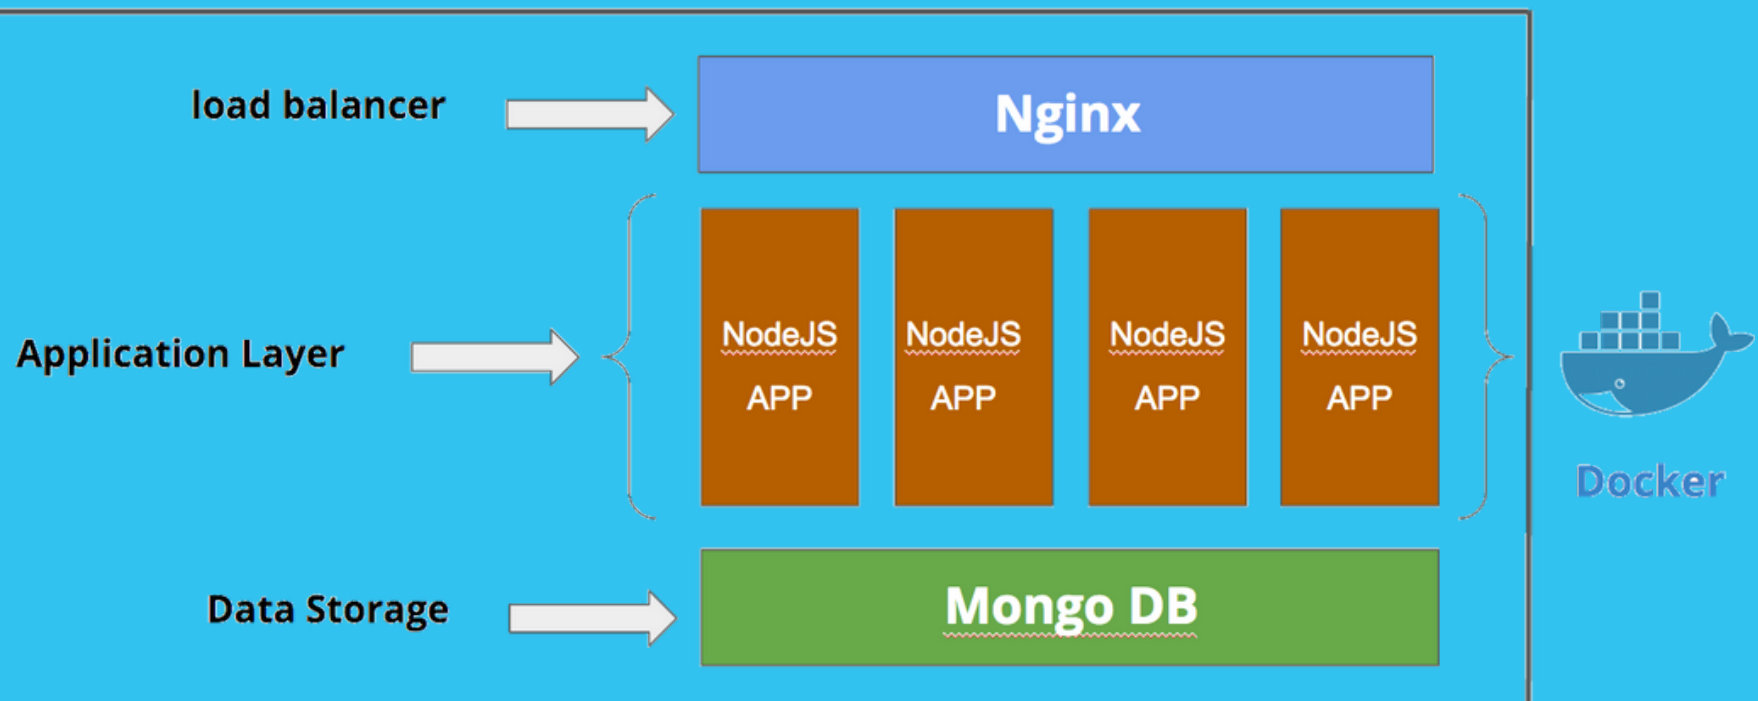 load balancer
Nginx
Application Layer
NodeJS
APP
NodeJS
APP
NodeJS
APP
NodeJS
APP
Docker
Data Storage
Mongo DB